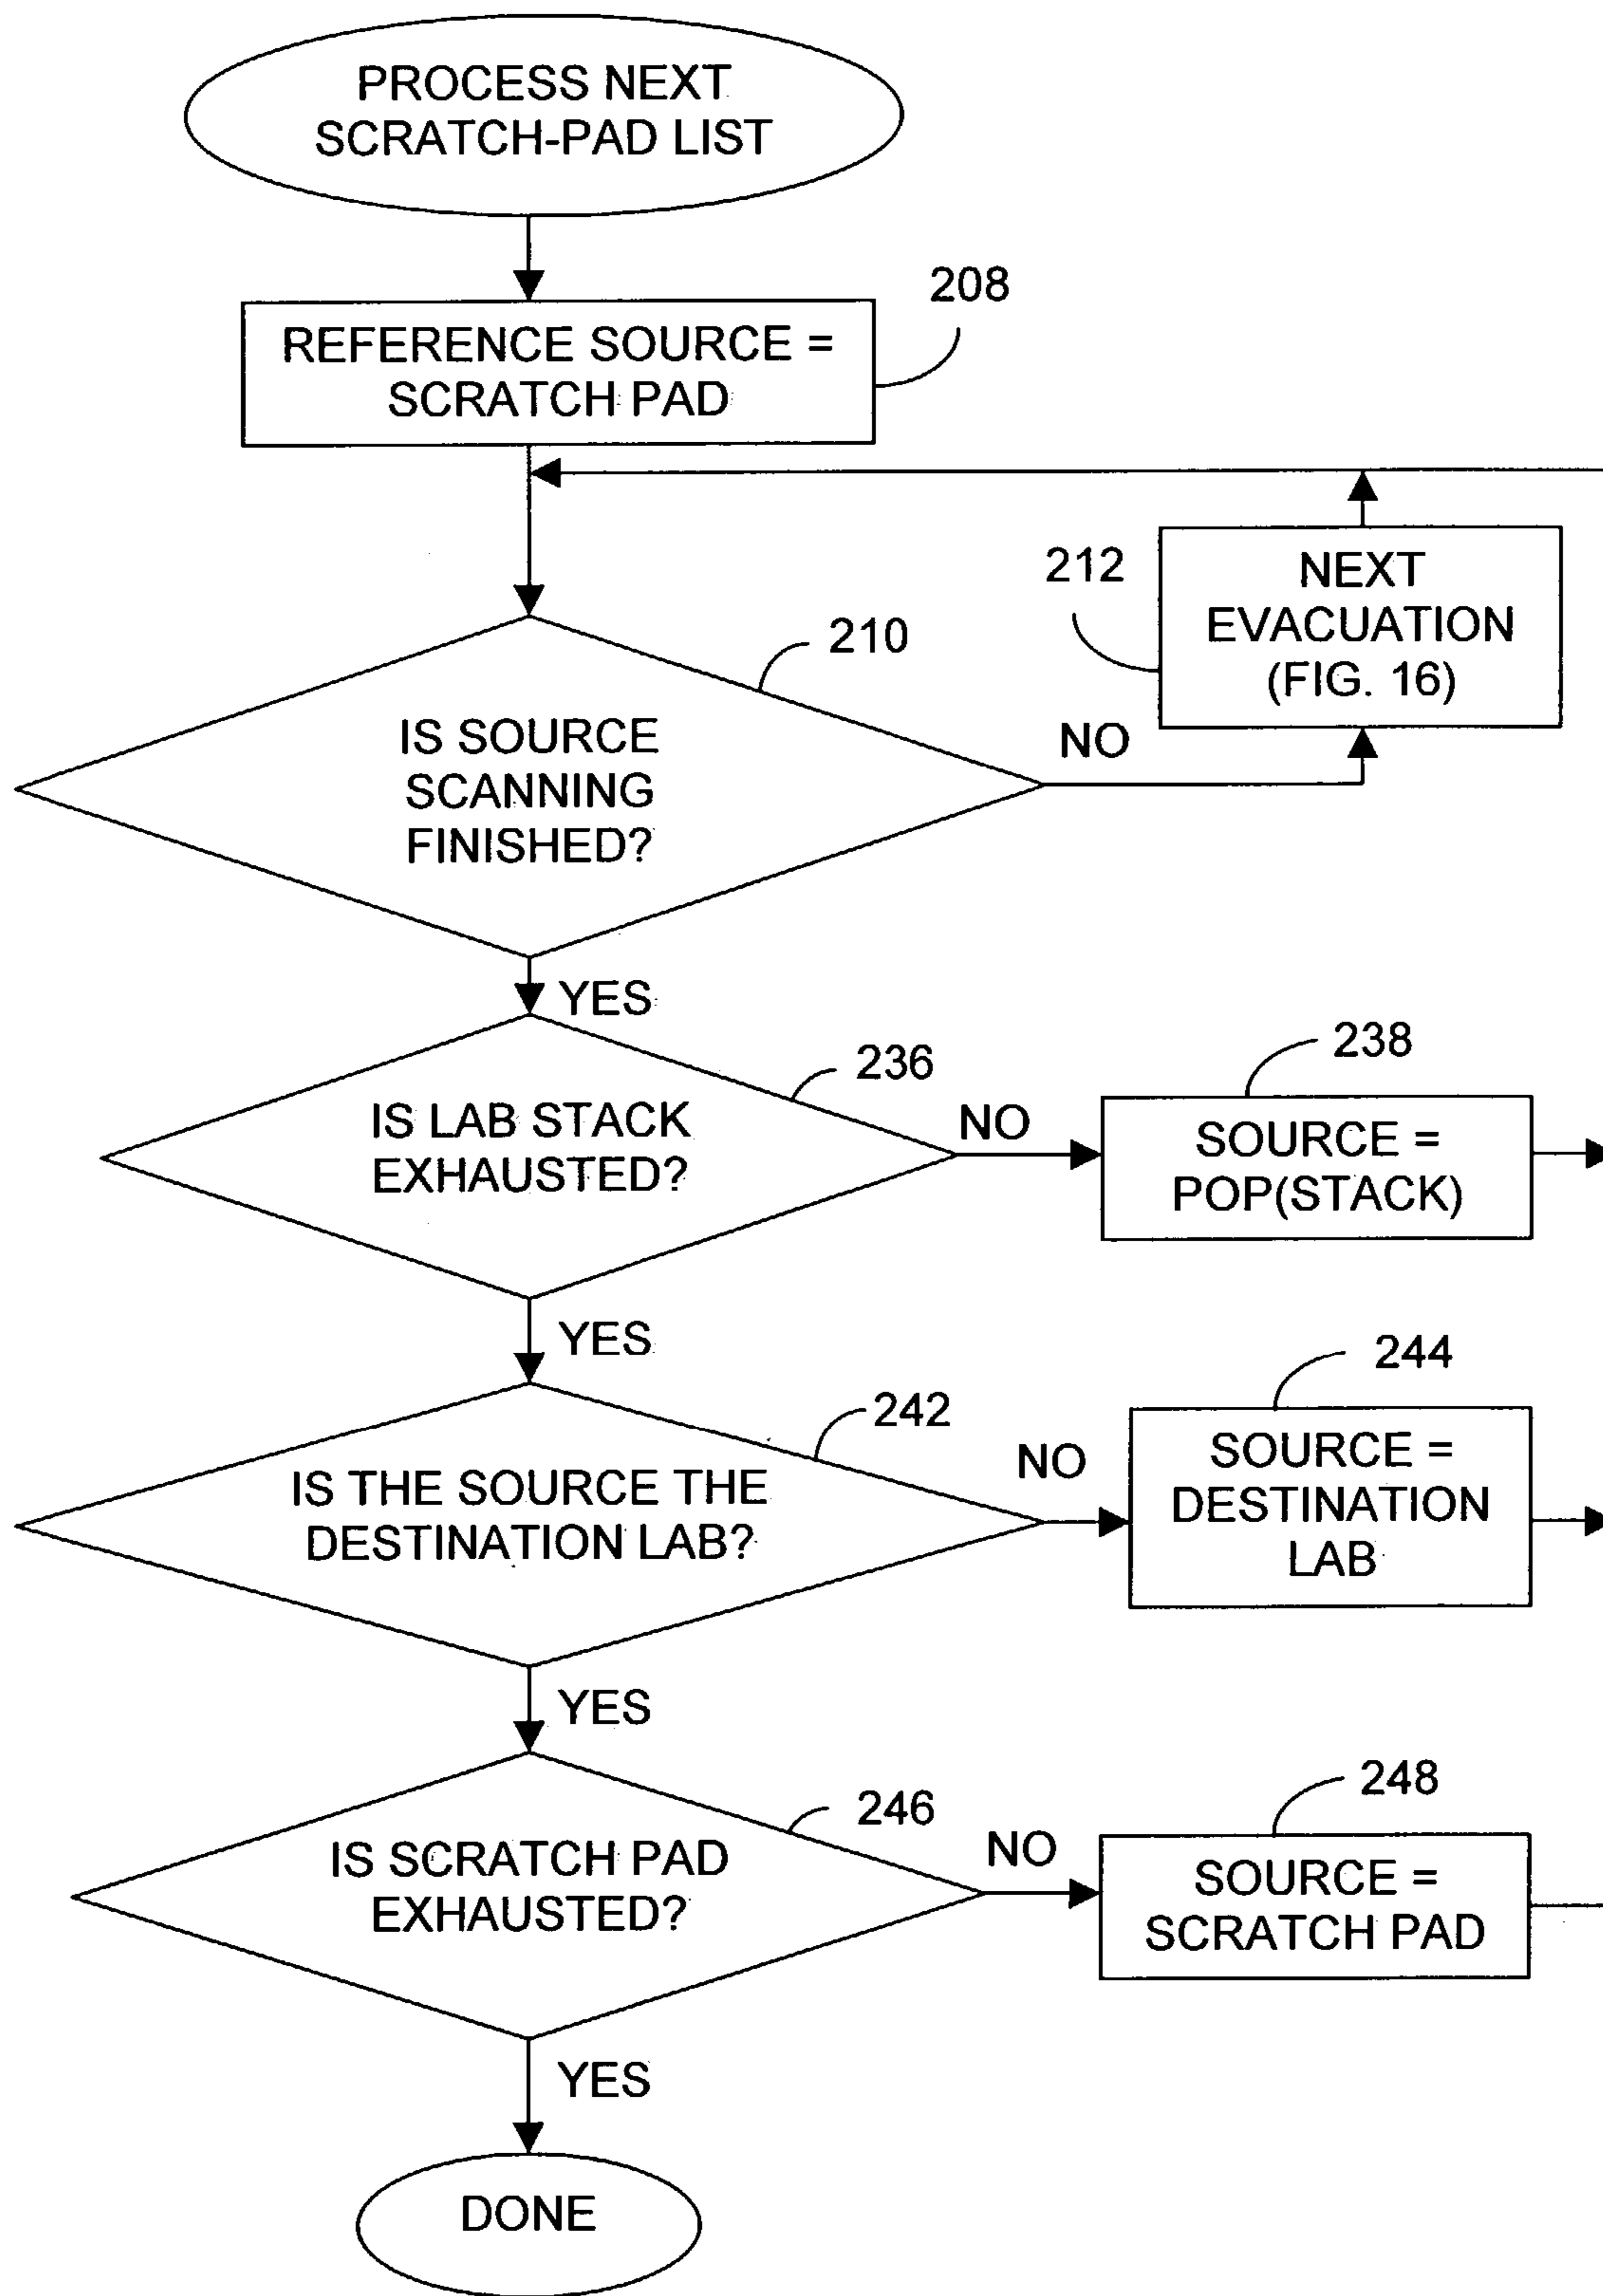 PROCESS NEXT
SCRATCH-PAD LIST
208
REFERENCE SOURCE =
SCRATCH PAD
212
NEXT
EVACUATION
(FIG. 16)
210
IS SOURCE
SCANNING
FINISHED?
NO
YES
236
IS LAB STACK
EXHAUSTED?
NO
238
SOURCE =
POP(STACK)
YES
242
IS THE SOURCE THE
DESTINATION LAB?
NO
244
SOURCE =
DESTINATION
LAB
YES
246
IS SCRATCH PAD
EXHAUSTED?
NO
248
SOURCE =
SCRATCH PAD
YES
DONE